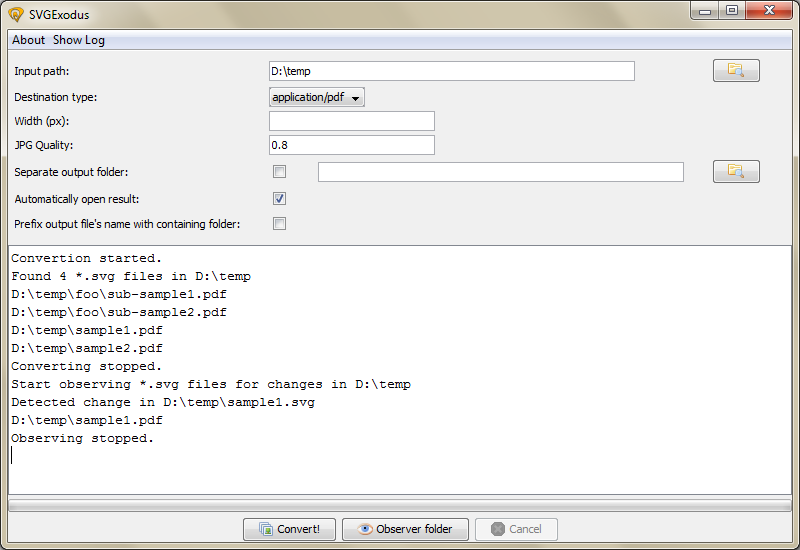 SVGExodus
About Show Log
Input path: D:\temp
Destination type: application/pdf
Width (px):
JPG Quality: 0.8
Separate output folder:
Automatically open result:
Prefix output file's name with containing folder:
Convertion started.
Found 4 *.svg files in D:\temp
D:\temp\foo\sub-sample1.pdf
D:\temp\foo\sub-sample2.pdf
D:\temp\sample1.pdf
D:\temp\sample2.pdf
Converting stopped.
Start observing *.svg files for changes in D:\temp
Detected change in D:\temp\sample1.svg
D:\temp\sample1.pdf
Observing stopped.
Convert! Observer folder Cancel